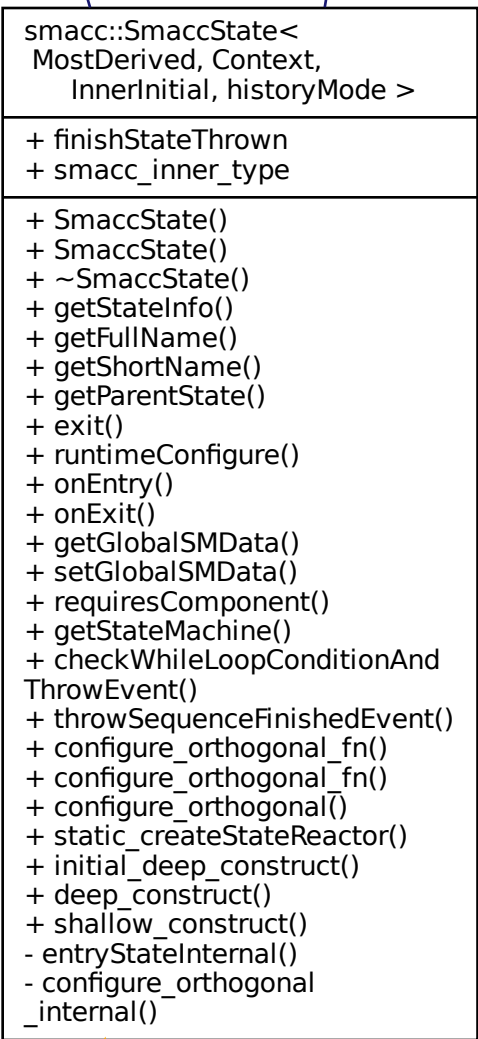 smacc::SmaccState<
MostDerived, Context,
InnerInitial, historyMode >
+ finishStateThrown
+ smacc_inner_type
+ SmaccState()
+ SmaccState()
+ ~SmaccState()
+ getStateInfo()
+ getFullName()
+ getShortName()
+ getParentState()
+ exit()
+ runtimeConfigure()
+ onEntry()
+ onExit()
+ getGlobalSMData()
+ setGlobalSMData()
+ requiresComponent()
+ getStateMachine()
+ checkWhileLoopConditionAnd
ThrowEvent()
+ throwSequenceFinishedEvent()
+ configure_orthogonal_fn()
+ configure_orthogonal_fn()
+ configure_orthogonal()
+ static_createStateReactor()
+ initial_deep_construct()
+ deep_construct()
+ shallow_construct()
- entryStateInternal()
- configure_orthogonal
_internal()